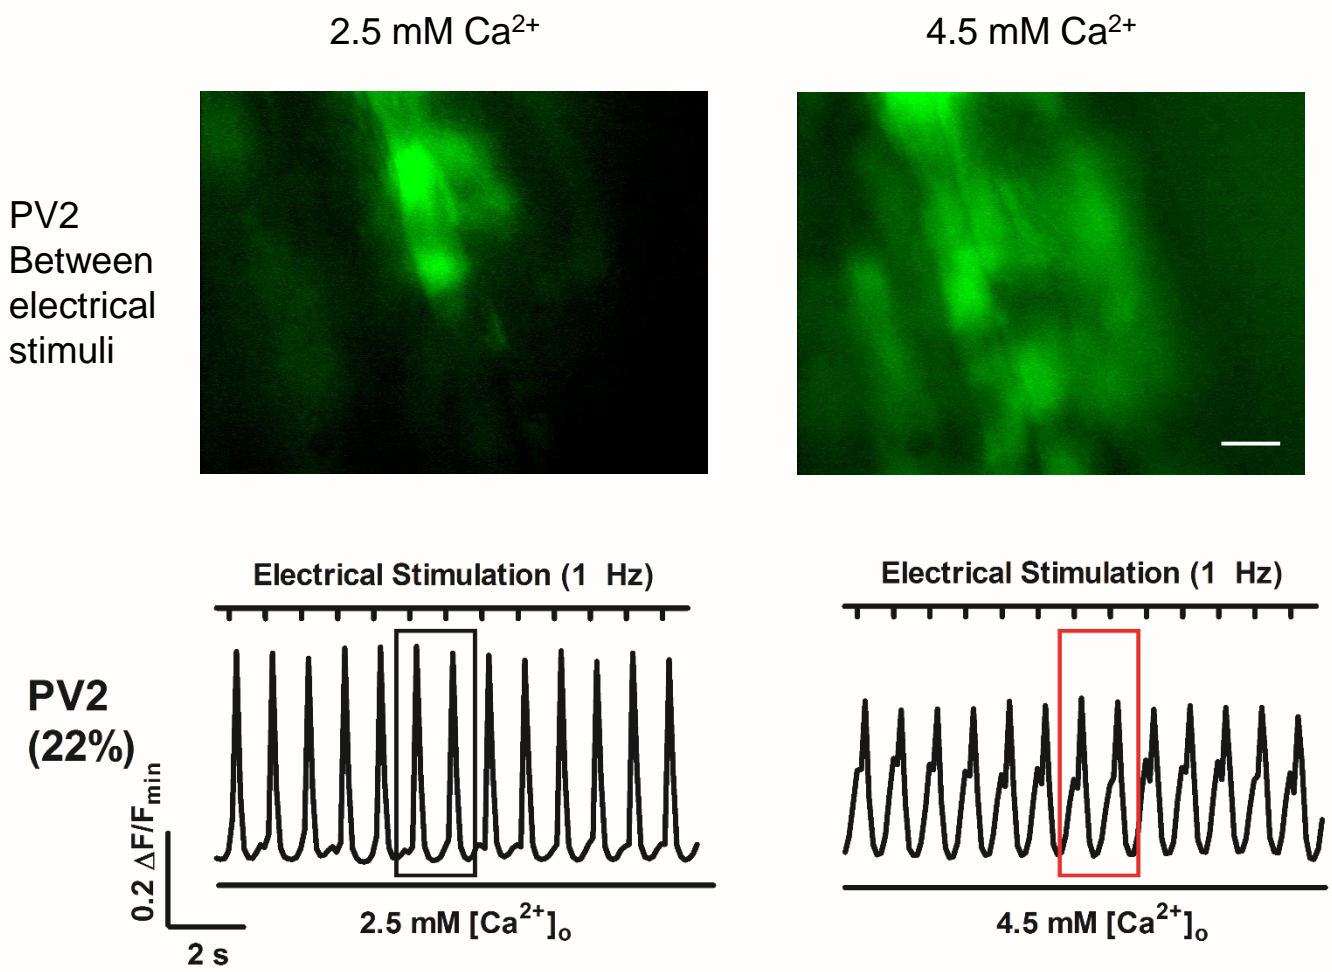 2.5 mM Ca²⁺
4.5 mM Ca²⁺
PV2
Between
electrical
stimuli
Electrical Stimulation (1 Hz)
Electrical Stimulation (1 Hz)
PV2
(22%)
0.2 ΔF/Fmin
2 s
2.5 mM [Ca²⁺]o
4.5 mM [Ca²⁺]o